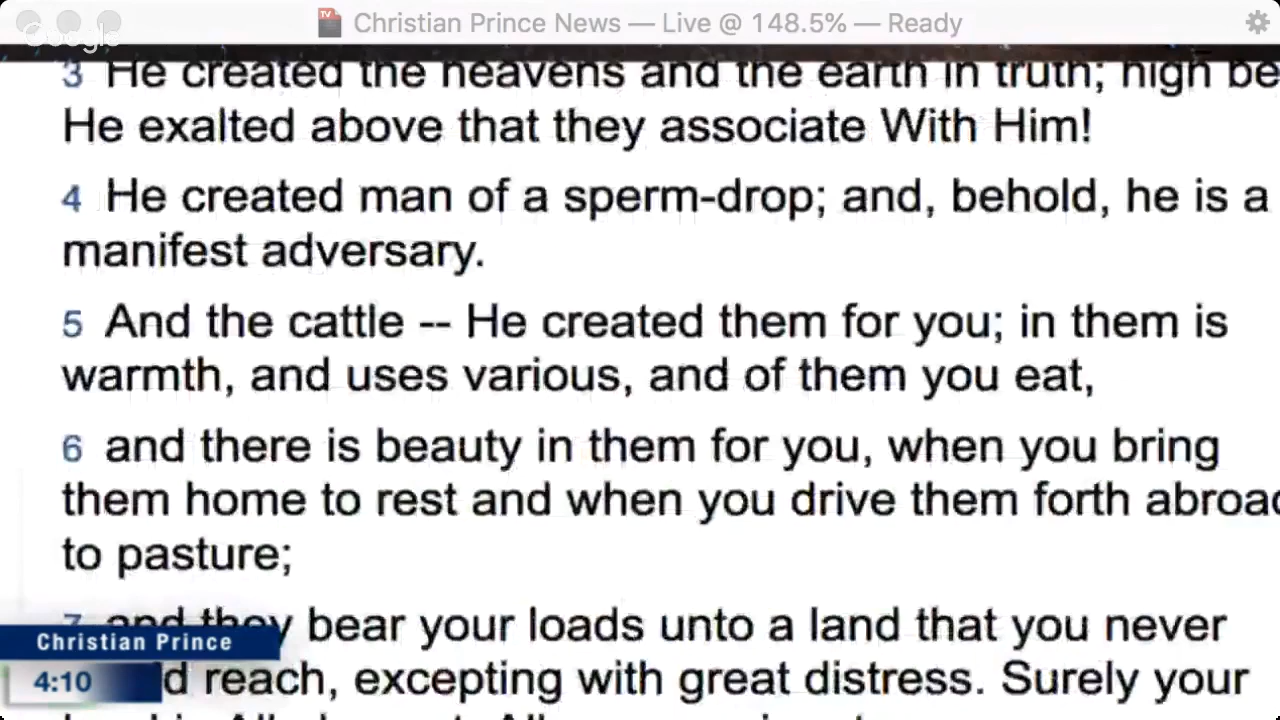 Christian Prince News — Live @ 148.5% — Ready
Google
3 He created the heavens and the earth in truth; high be
He exalted above that they associate With Him!
4 He created man of a sperm-drop; and, behold, he is a
manifest adversary.
5 And the cattle -- He created them for you; in them is
warmth, and uses various, and of them you eat,
6 and there is beauty in them for you, when you bring
them home to rest and when you drive them forth abroad
to pasture;
7 and they bear your loads unto a land that you never
Christian Prince
4:10
d reach, excepting with great distress. Surely your